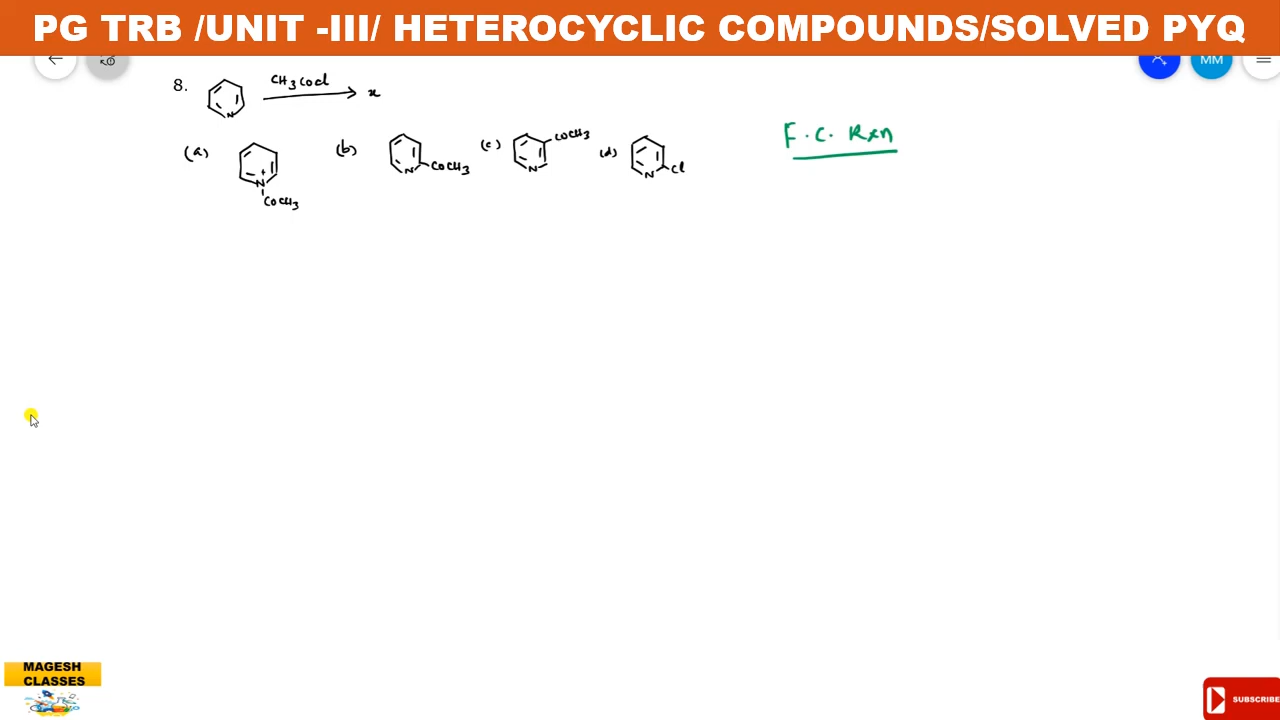 PG TRB /UNIT -III/ HETEROCYCLIC COMPOUNDS/SOLVED PYQ
MM
8. N CH3COCl x
F.C. Rxn
(a) N + COCH3 (b) N COCH3 (c) N COCH3 (d) N Cl
MAGESH
CLASSES
SUBSCRIBE